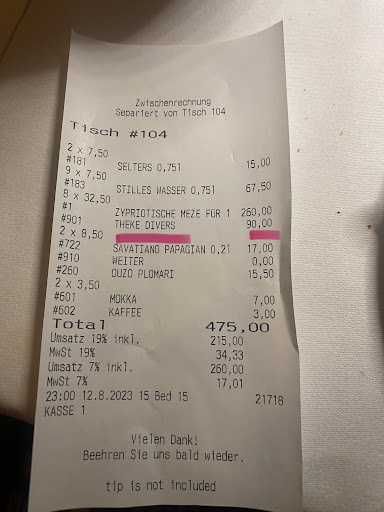 Zwischenrechnung
Separiert von Tisch 104
Tisch #104
2 x 7,50
#181 SELTERS 0,75l 15,00
9 x 7,50
#183 STILLES WASSER 0,75l 67,50
8 x 32,50
#1 ZYPRIOTISCHE MEZE FÜR 1 260,00
#901 THEKE DIVERS 90,00
2 x 8,50
#722 SAVATIANO PAPAGIAN 0,2l 17,00
#910 WEITER 0,00
#260 OUZO PLOMARI 15,50
2 x 3,50
#601 MOKKA 7,00
#602 KAFFEE 3,00
Total 475,00
Umsatz 19% inkl. 215,00
MwSt 19% 34,33
Umsatz 7% inkl. 260,00
MwSt 7% 17,01
23:00 12.8.2023 15 Bed 15 21718
KASSE 1
Vielen Dank!
Beehren Sie uns bald wieder.
tip is not included